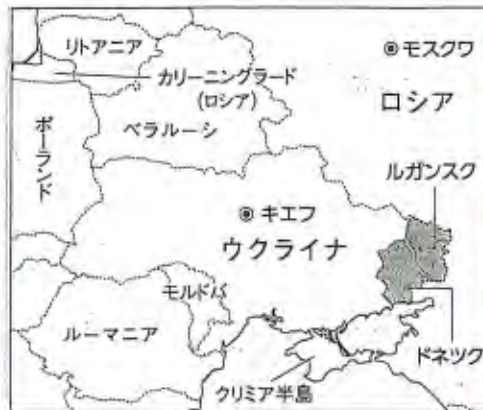 リトアニア
モスクワ
カリーニングラード
(ロシア)
ロシア
ポーランド
ベラルーシ
ルガンスク
キエフ
ウクライナ
モルドバ
ルーマニア
ドネツク
クリミア半島